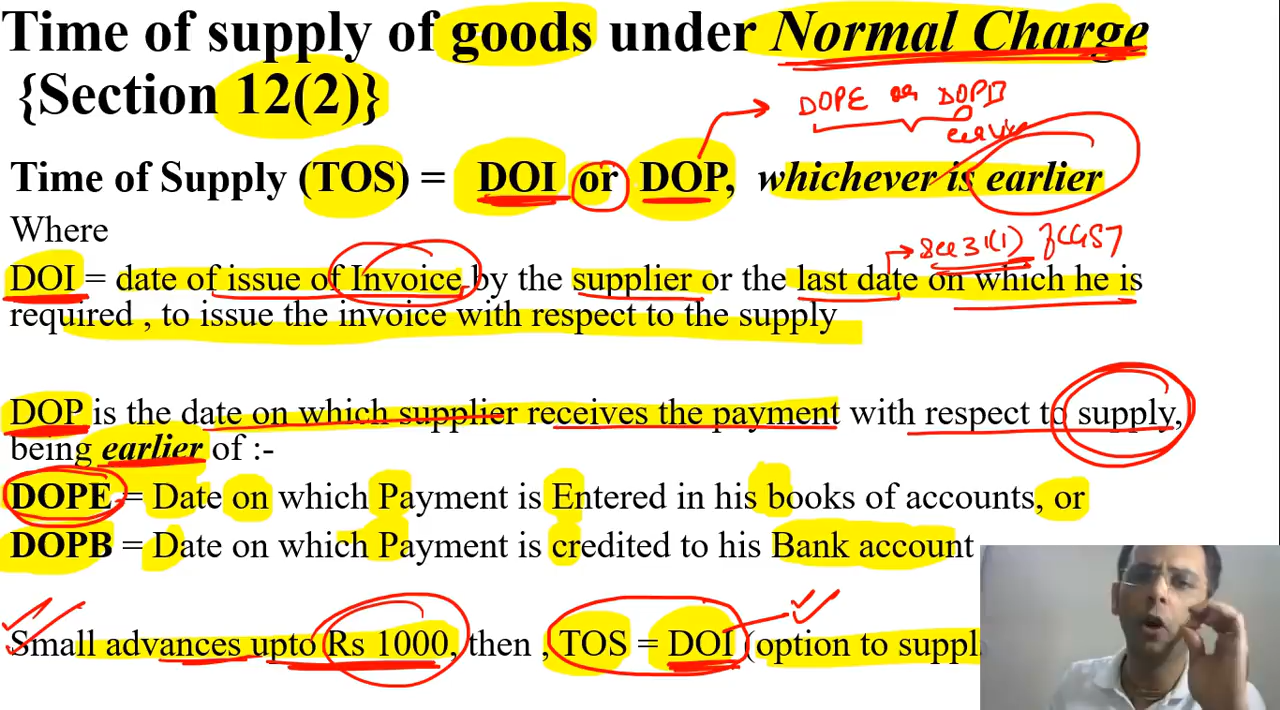 Time of supply of goods under Normal Charge
{Section 12(2)}
DOPE or DOPB
earlier
Time of Supply (TOS) = DOI or DOP, whichever is earlier
Where
Sec 31(1) of CGST
DOI = date of issue of Invoice, by the supplier or the last date on which he is
required , to issue the invoice with respect to the supply
DOP is the date on which supplier receives the payment with respect to supply,
being earlier of :-
DOPE = Date on which Payment is Entered in his books of accounts, or
DOPB = Date on which Payment is credited to his Bank account
Small advances upto Rs 1000, then , TOS = DOI (option to suppl